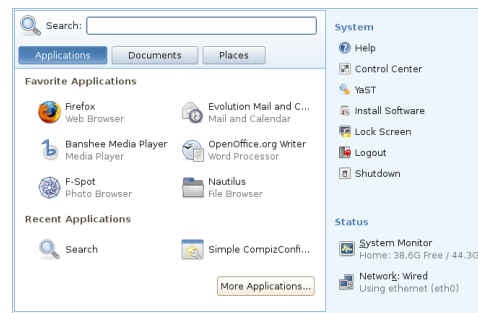 Search:
Applications Documents Places
Favorite Applications
Firefox
Web Browser
Evolution Mail and C...
Mail and Calendar
Banshee Media Player
Media Player
OpenOffice.org Writer
Word Processor
F-Spot
Photo Browser
Nautilus
File Browser
Recent Applications
Search
Simple CompizConfi...
More Applications...
System
Help
Control Center
YaST
Install Software
Lock Screen
Logout
Shutdown
Status
System Monitor
Home: 38.6G Free / 44.3G
Network: Wired
Using ethernet (eth0)